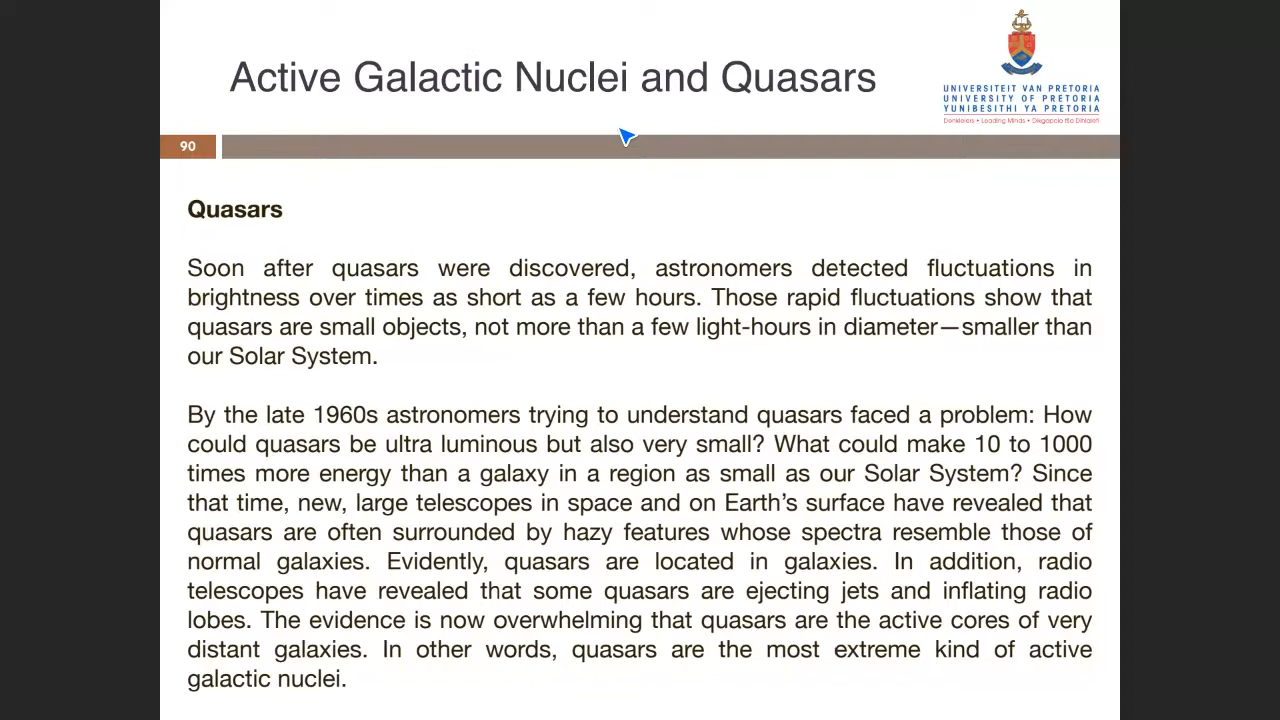 Active Galactic Nuclei and Quasars
UNIVERSITEIT VAN PRETORIA
UNIVERSITY OF PRETORIA
YUNIBESITHI YA PRETORIA
Denkleiers • Leading Minds • Dikgopolo tša Dihlalefi
90
Quasars
Soon after quasars were discovered, astronomers detected fluctuations in
brightness over times as short as a few hours. Those rapid fluctuations show that
quasars are small objects, not more than a few light-hours in diameter—smaller than
our Solar System.
By the late 1960s astronomers trying to understand quasars faced a problem: How
could quasars be ultra luminous but also very small? What could make 10 to 1000
times more energy than a galaxy in a region as small as our Solar System? Since
that time, new, large telescopes in space and on Earth's surface have revealed that
quasars are often surrounded by hazy features whose spectra resemble those of
normal galaxies. Evidently, quasars are located in galaxies. In addition, radio
telescopes have revealed that some quasars are ejecting jets and inflating radio
lobes. The evidence is now overwhelming that quasars are the active cores of very
distant galaxies. In other words, quasars are the most extreme kind of active
galactic nuclei.